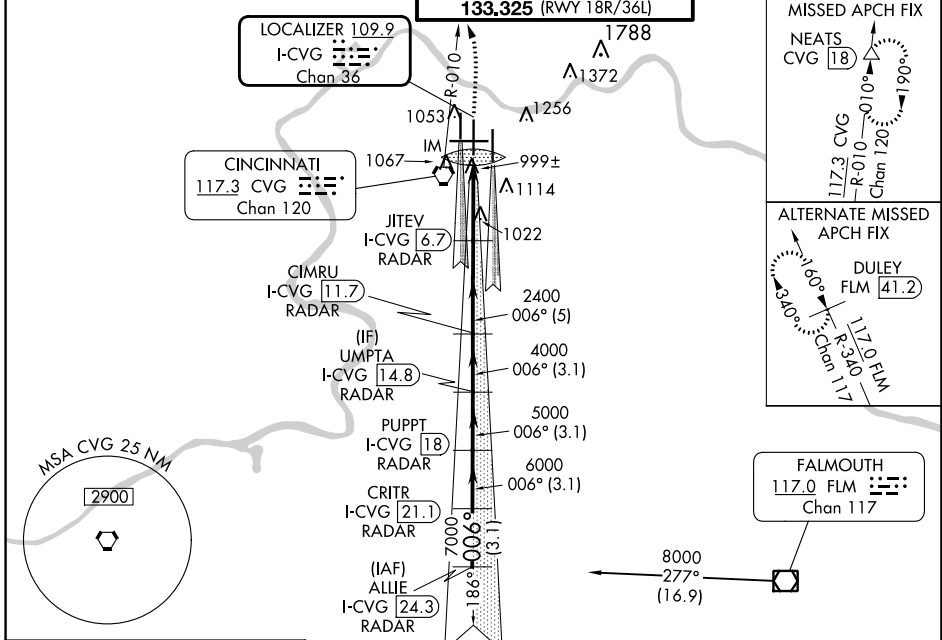 133.325 (RWY 18R/36L)
LOCALIZER 109.9
I-CVG
Chan 36
R-010
1788
1372
1256
1053
IM
1067
999±
1114
1022
CINCINNATI
117.3 CVG
Chan 120
JITEV
I-CVG 6.7
RADAR
CIMRU
I-CVG 11.7
RADAR
2400
006° (5)
(IF)
UMPTA
I-CVG 14.8
RADAR
4000
006° (3.1)
PUPPT
I-CVG 18
RADAR
5000
006° (3.1)
6000
006° (3.1)
CRITR
I-CVG 21.1
RADAR
7000
006°
(3.1)
(IAF)
ALLIE
I-CVG 24.3
RADAR
186°
MSA CVG 25 NM
2900
8000
277°
(16.9)
FALMOUTH
117.0 FLM
Chan 117
MISSED APCH FIX
NEATS
CVG 18
010°
190°
117.3 CVG
R-010
Chan 120
ALTERNATE MISSED
APCH FIX
DULEY
FLM 41.2
160°
340°
117.0 FLM
R-340
Chan 117